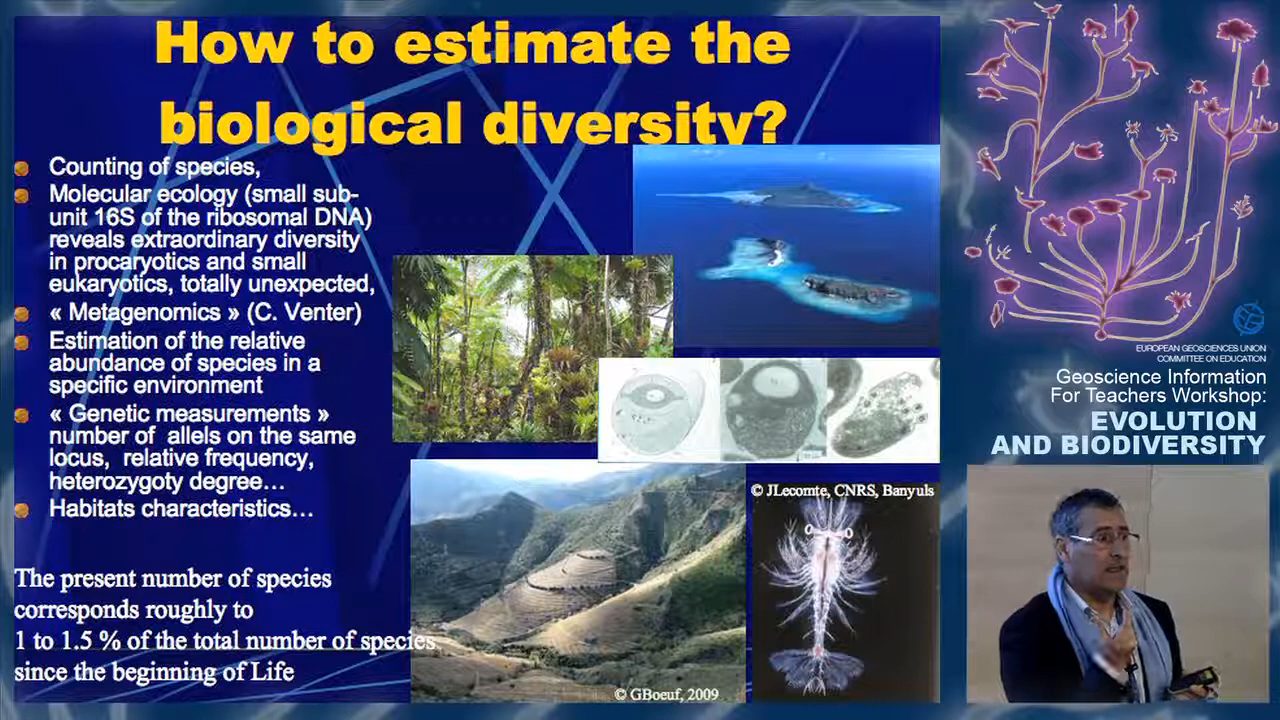 How to estimate the
biological diversity?
Counting of species,
Molecular ecology (small sub-
unit 16S of the ribosomal DNA)
reveals extraordinary diversity
in procaryotics and small
eukaryotics, totally unexpected,
« Metagenomics » (C. Venter)
Estimation of the relative
abundance of species in a
specific environment
« Genetic measurements »
number of allels on the same
locus, relative frequency,
heterozygoty degree...
Habitats characteristics...
The present number of species
corresponds roughly to
1 to 1.5 % of the total number of species
since the beginning of Life
© JLecomte, CNRS, Banyuls
© GBoeuf, 2009
EUROPEAN GEOSCIENCES UNION
COMMITTEE ON EDUCATION
Geoscience Information
For Teachers Workshop:
EVOLUTION
AND BIODIVERSITY